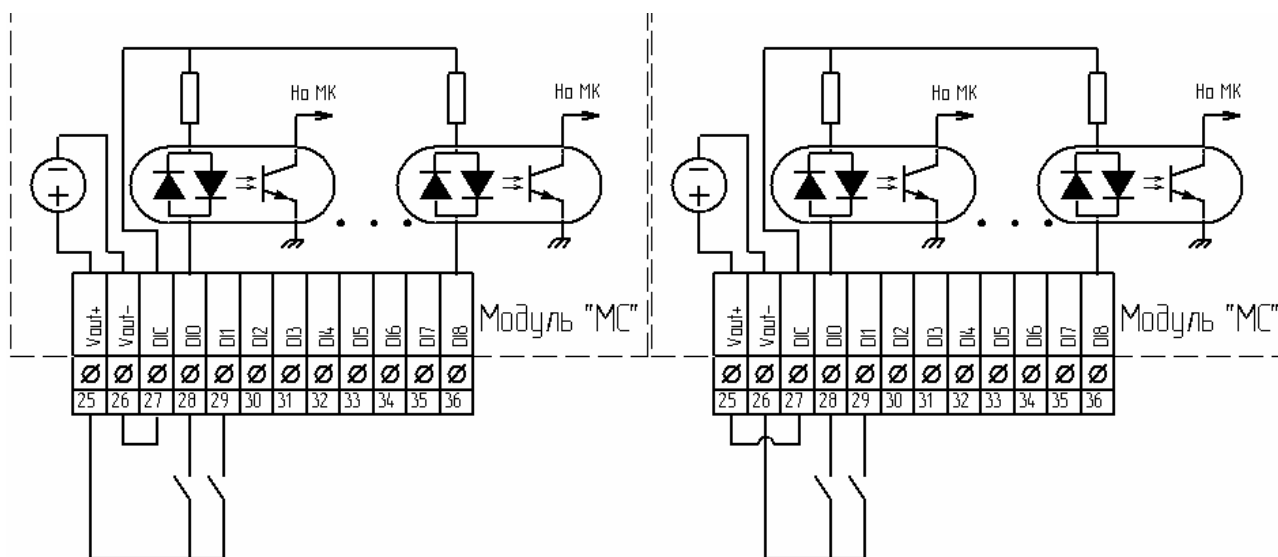 На МК На МК На МК На МК
Vout+ Vout- DIC DI0 DI1 DI2 DI3 DI4 DI5 DI6 DI7 DI8 Модуль "МС" Vout+ Vout- DIC DI0 DI1 DI2 DI3 DI4 DI5 DI6 DI7 DI8 Модуль "МС"
25 26 27 28 29 30 31 32 33 34 35 36 25 26 27 28 29 30 31 32 33 34 35 36